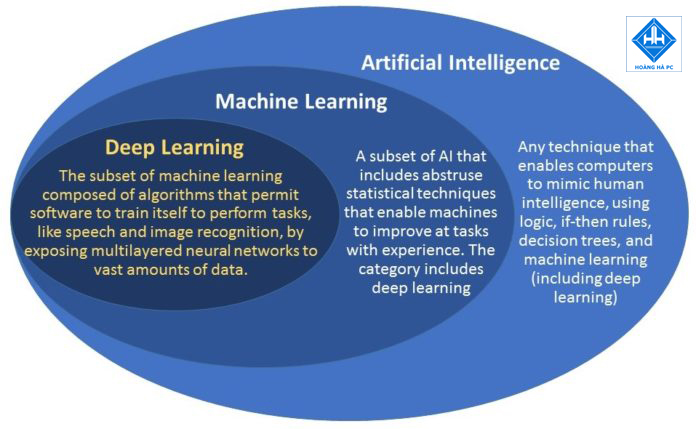 HOÀNG HÀ PC
Artificial Intelligence
Machine Learning
Deep Learning
The subset of machine learning
composed of algorithms that permit
software to train itself to perform tasks,
like speech and image recognition, by
exposing multilayered neural networks to
vast amounts of data.
A subset of AI that
includes abstruse
statistical techniques
that enable machines
to improve at tasks
with experience. The
category includes
deep learning
Any technique that
enables computers
to mimic human
intelligence, using
logic, if-then rules,
decision trees, and
machine learning
(including deep
learning)